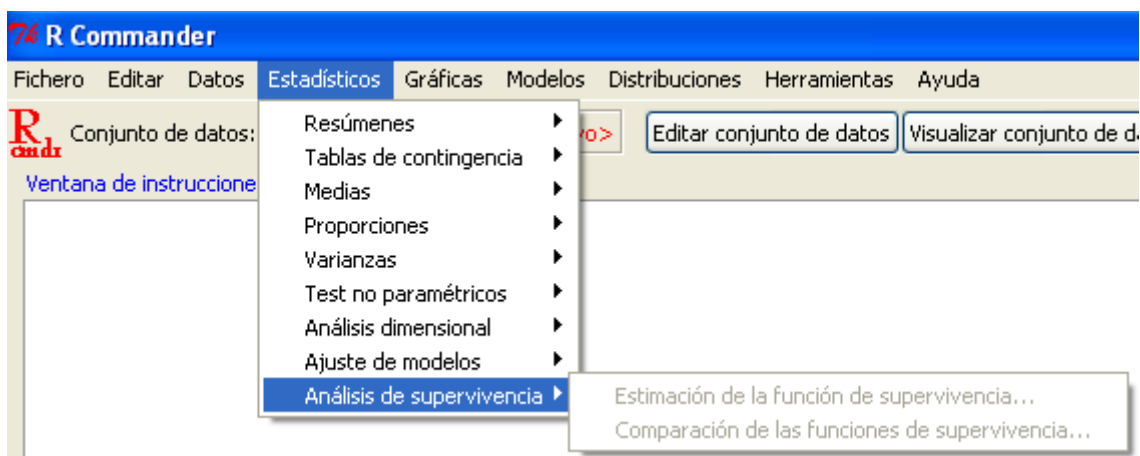 R Commander
Fichero Editar Datos Estadísticos Gráficas Modelos Distribuciones Herramientas Ayuda
R cmdr Conjunto de datos: vo> Editar conjunto de datos Visualizar conjunto de d
Ventana de instruccione
Resúmenes
Tablas de contingencia
Medias
Proporciones
Varianzas
Test no paramétricos
Análisis dimensional
Ajuste de modelos
Análisis de supervivencia
Estimación de la función de supervivencia...
Comparación de las funciones de supervivencia...